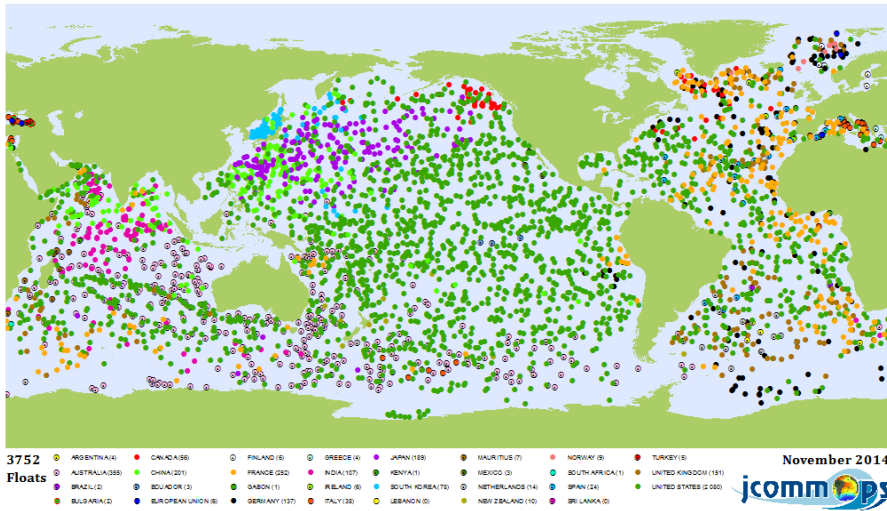 3752 Floats
November 2014
ARGENTINA (4)
CANADA (56)
FINLAND (6)
GREECE (4)
JAPAN (189)
MAURITIUS (7)
NORWAY (9)
TURKEY (5)
AUSTRALIA (355)
CHINA (201)
FRANCE (252)
INDIA (107)
KENYA (1)
MEXICO (3)
SOUTH AFRICA (1)
UNITED KINGDOM (151)
BRAZIL (2)
ECUADOR (3)
GABON (1)
IRELAND (6)
SOUTH KOREA (78)
NETHERLANDS (14)
SPAIN (24)
UNITED STATES (2080)
BULGARIA (2)
EUROPEAN UNION (6)
GERMANY (137)
ITALY (38)
LEBANON (0)
NEW ZEALAND (10)
SRI LANKA (0)
jcommops